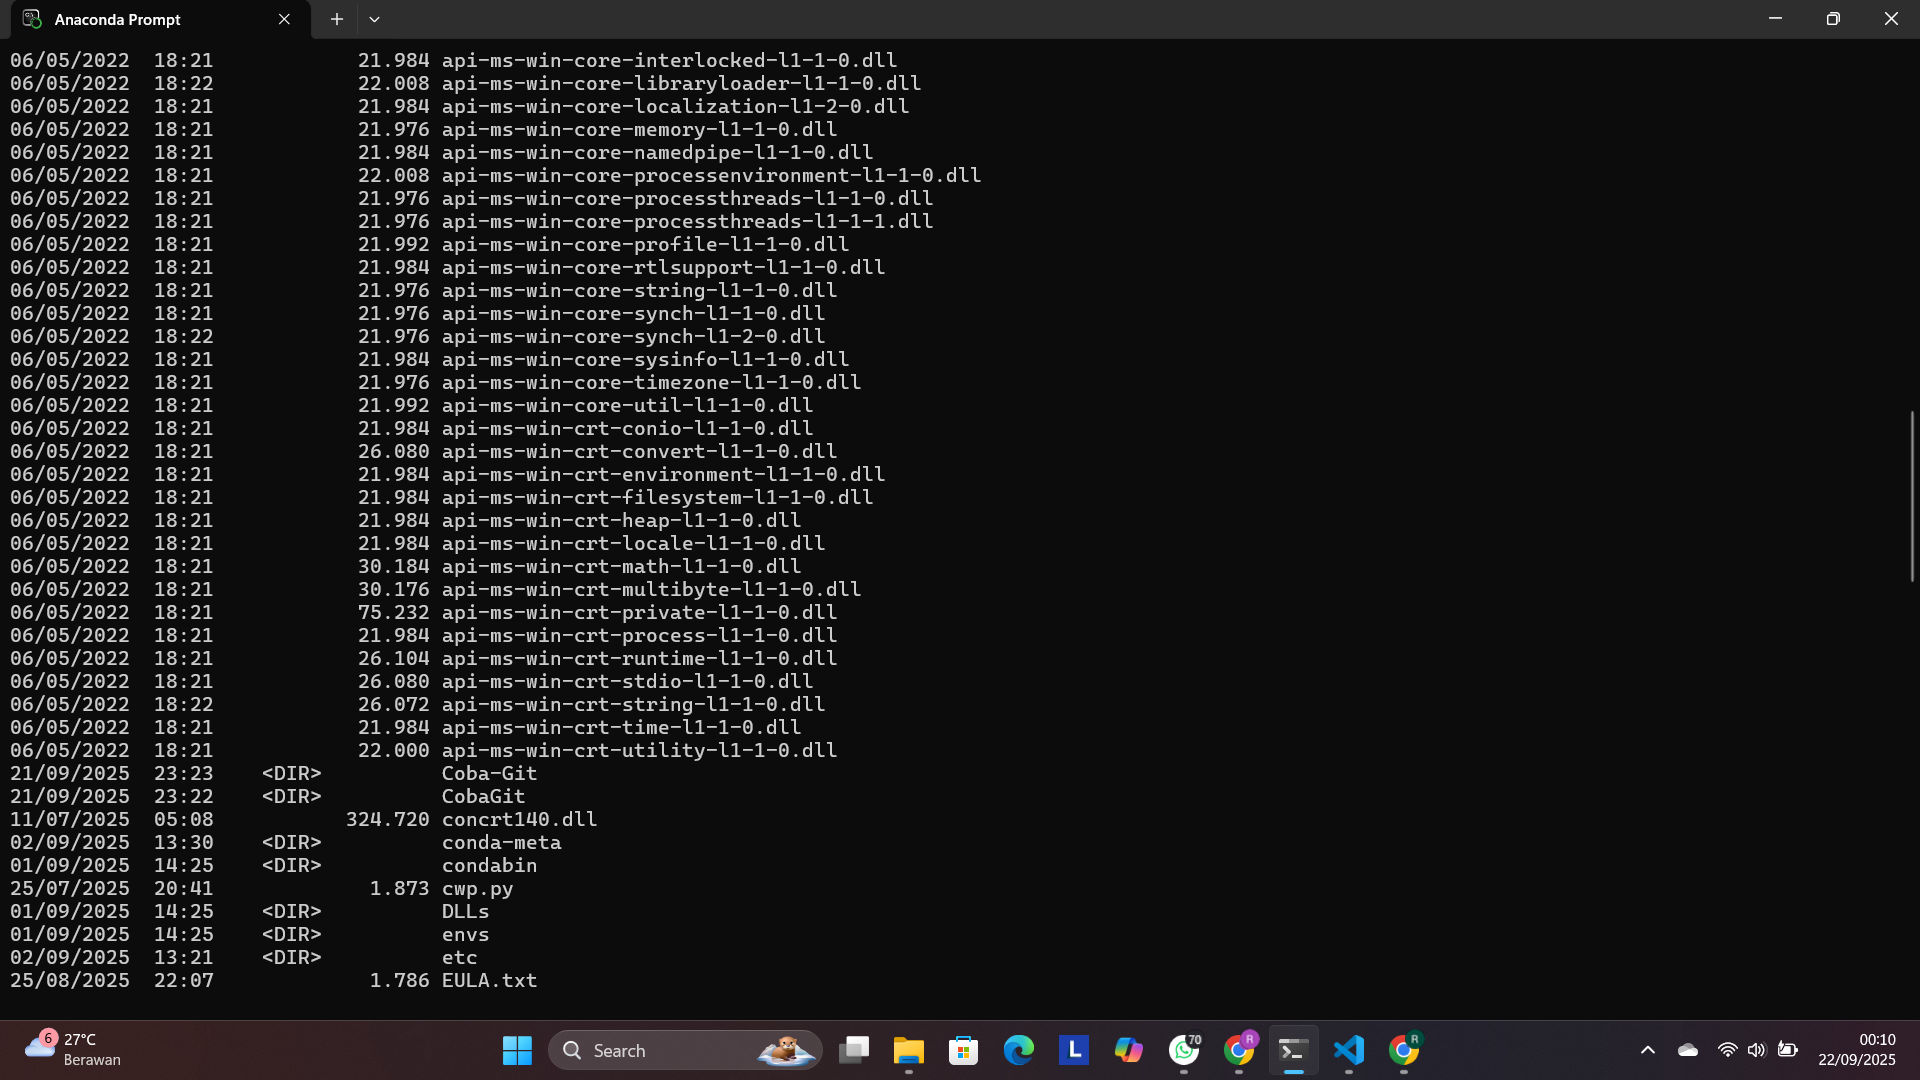 Anaconda Prompt
06/05/2022  18:21            21.984 api-ms-win-core-interlocked-l1-1-0.dll
06/05/2022  18:22            22.008 api-ms-win-core-libraryloader-l1-1-0.dll
06/05/2022  18:21            21.984 api-ms-win-core-localization-l1-2-0.dll
06/05/2022  18:21            21.976 api-ms-win-core-memory-l1-1-0.dll
06/05/2022  18:21            21.984 api-ms-win-core-namedpipe-l1-1-0.dll
06/05/2022  18:21            22.008 api-ms-win-core-processenvironment-l1-1-0.dll
06/05/2022  18:21            21.976 api-ms-win-core-processthreads-l1-1-0.dll
06/05/2022  18:21            21.976 api-ms-win-core-processthreads-l1-1-1.dll
06/05/2022  18:21            21.992 api-ms-win-core-profile-l1-1-0.dll
06/05/2022  18:21            21.984 api-ms-win-core-rtlsupport-l1-1-0.dll
06/05/2022  18:21            21.976 api-ms-win-core-string-l1-1-0.dll
06/05/2022  18:21            21.976 api-ms-win-core-synch-l1-1-0.dll
06/05/2022  18:22            21.976 api-ms-win-core-synch-l1-2-0.dll
06/05/2022  18:21            21.984 api-ms-win-core-sysinfo-l1-1-0.dll
06/05/2022  18:21            21.976 api-ms-win-core-timezone-l1-1-0.dll
06/05/2022  18:21            21.992 api-ms-win-core-util-l1-1-0.dll
06/05/2022  18:21            21.984 api-ms-win-crt-conio-l1-1-0.dll
06/05/2022  18:21            26.080 api-ms-win-crt-convert-l1-1-0.dll
06/05/2022  18:21            21.984 api-ms-win-crt-environment-l1-1-0.dll
06/05/2022  18:21            21.984 api-ms-win-crt-filesystem-l1-1-0.dll
06/05/2022  18:21            21.984 api-ms-win-crt-heap-l1-1-0.dll
06/05/2022  18:21            21.984 api-ms-win-crt-locale-l1-1-0.dll
06/05/2022  18:21            30.184 api-ms-win-crt-math-l1-1-0.dll
06/05/2022  18:21            30.176 api-ms-win-crt-multibyte-l1-1-0.dll
06/05/2022  18:21            75.232 api-ms-win-crt-private-l1-1-0.dll
06/05/2022  18:21            21.984 api-ms-win-crt-process-l1-1-0.dll
06/05/2022  18:21            26.104 api-ms-win-crt-runtime-l1-1-0.dll
06/05/2022  18:21            26.080 api-ms-win-crt-stdio-l1-1-0.dll
06/05/2022  18:22            26.072 api-ms-win-crt-string-l1-1-0.dll
06/05/2022  18:21            21.984 api-ms-win-crt-time-l1-1-0.dll
06/05/2022  18:21            22.000 api-ms-win-crt-utility-l1-1-0.dll
21/09/2025  23:23    <DIR>          Coba-Git
21/09/2025  23:22    <DIR>          CobaGit
11/07/2025  05:08           324.720 concrt140.dll
02/09/2025  13:30    <DIR>          conda-meta
01/09/2025  14:25    <DIR>          condabin
25/07/2025  20:41             1.873 cwp.py
01/09/2025  14:25    <DIR>          DLLs
01/09/2025  14:25    <DIR>          envs
02/09/2025  13:21    <DIR>          etc
25/08/2025  22:07             1.786 EULA.txt
6
27°C
Berawan
Search
L
70
R
R
00:10
22/09/2025